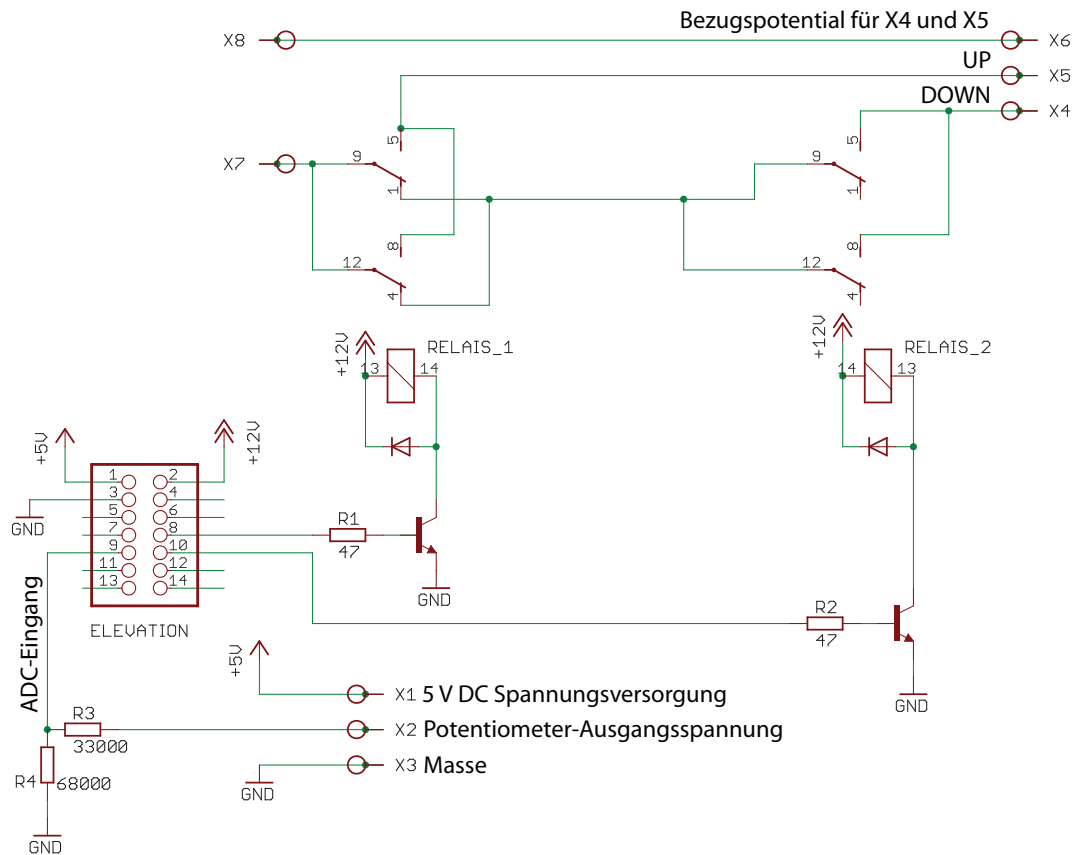 Bezugspotential für X4 und X5
X8
X6
UP
X5
DOWN
X4
5
5
X7
9
1
9
1
8
8
12
4
12
4
+12V
RELAIS_1
13
14
+12V
RELAIS_2
14
13
+5V
+12V
1
2
3
4
5
6
7
8
9
10
11
12
13
14
GND
ELEVATION
R1
47
GND
R2
47
GND
ADC-Eingang
+5V
X1 5 V DC Spannungsversorgung
R3
33000
X2 Potentiometer-Ausgangsspannung
R4
68000
X3 Masse
GND
GND